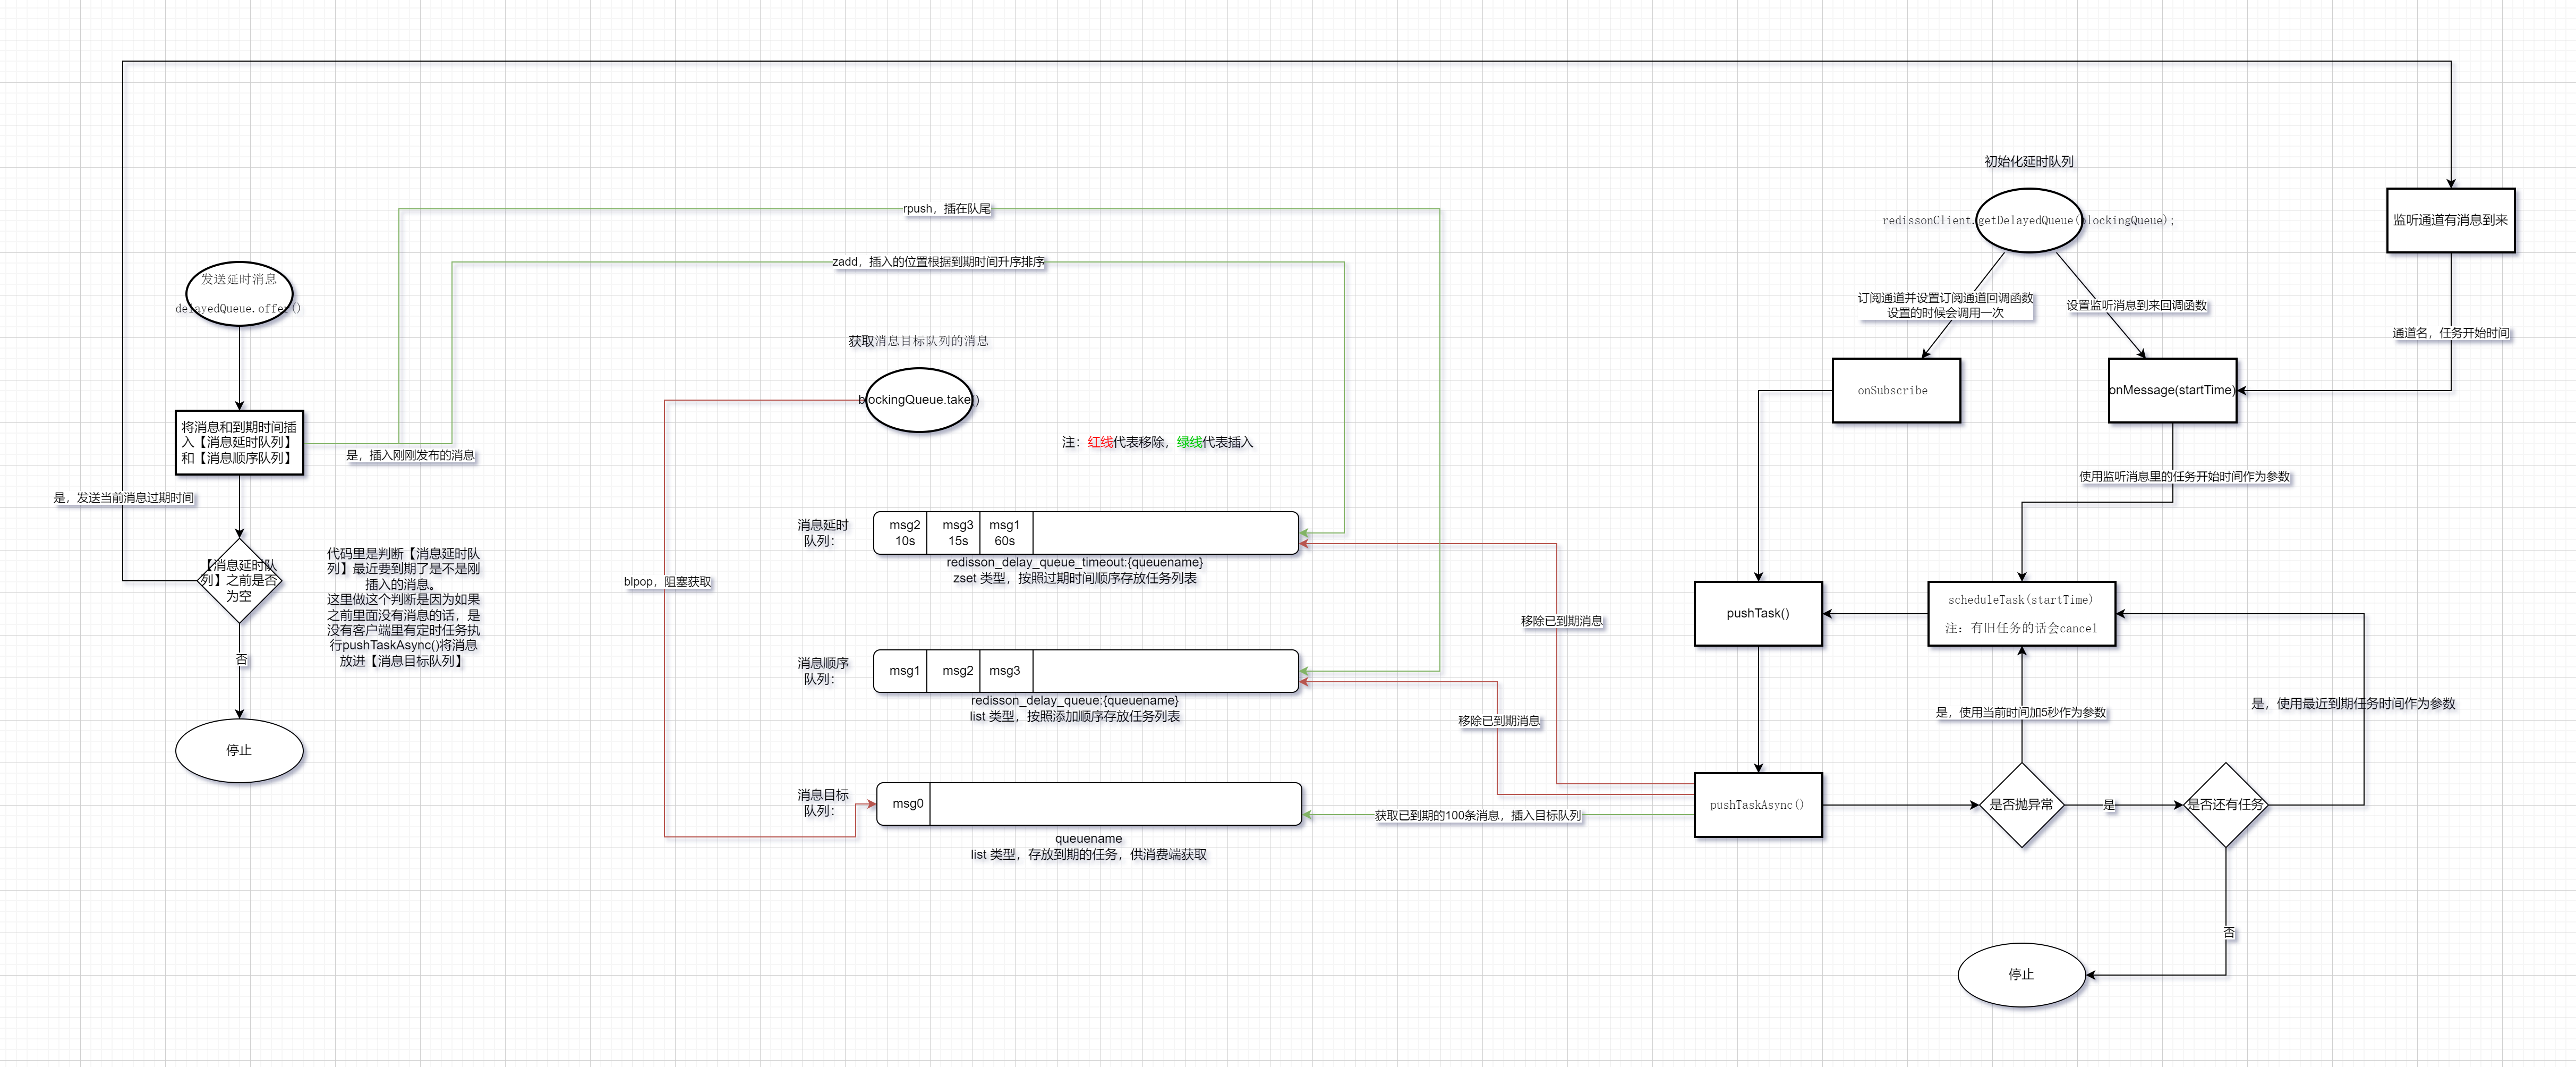 初始化延时队列
redissonClient.getDelayedQueue(blockingQueue);
监听通道有消息到来
rpush，插在队尾
zadd，插入的位置根据到期时间升序排序
发送延时消息
delayedQueue.offer()
订阅通道并设置订阅通道回调函数
设置的时候会调用一次
设置监听消息到来回调函数
通道名，任务开始时间
获取消息目标队列的消息
blockingQueue.take()
onSubscribe
onMessage(startTime)
将消息和到期时间插
入【消息延时队列】
和【消息顺序队列】
是，插入刚刚发布的消息
注：红线代表移除，绿线代表插入
使用监听消息里的任务开始时间作为参数
是，发送当前消息过期时间
消息延时
队列：
msg2
10s
msg3
15s
msg1
60s
redisson_delay_queue_timeout:{queuename}
zset 类型，按照过期时间顺序存放任务列表
【消息延时队
列】之前是否
为空
代码里是判断【消息延时队
列】最近要到期了是不是刚
插入的消息。
这里做这个判断是因为如果
之前里面没有消息的话，是
没有客户端里有定时任务执
行pushTaskAsync()将消息
放进【消息目标队列】
blpop，阻塞获取
移除已到期消息
pushTask()
scheduleTask(startTime)
注：有旧任务的话会cancel
否
消息顺序
队列：
msg1
msg2
msg3
redisson_delay_queue:{queuename}
list 类型，按照添加顺序存放任务列表
移除已到期消息
是，使用当前时间加5秒作为参数
是，使用最近到期任务时间作为参数
停止
消息目标
队列：
msg0
queuename
list 类型，存放到期的任务，供消费端获取
获取已到期的100条消息，插入目标队列
pushTaskAsync()
是否抛异常
是
是否还有任务
否
停止